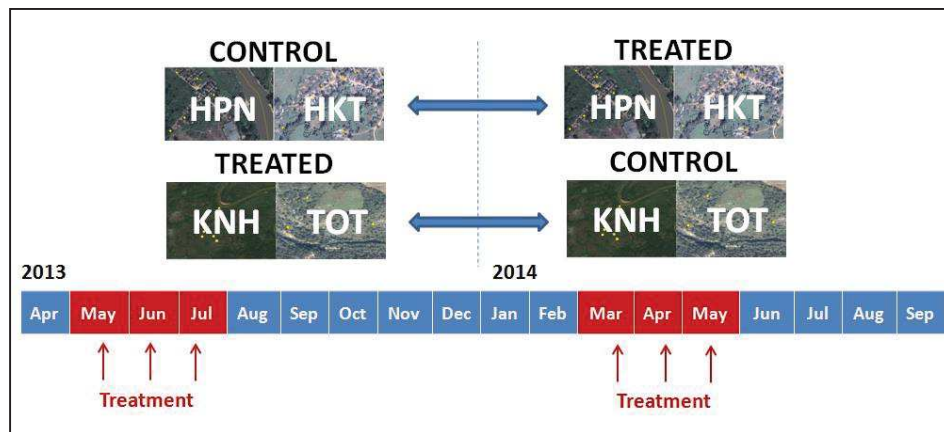 CONTROL
TREATED
HPN HKT
HPN HKT
TREATED
CONTROL
KNH TOT
KNH TOT
2013
2014
Apr May Jun Jul Aug Sep Oct Nov Dec Jan Feb Mar Apr May Jun Jul Aug Sep
Treatment
Treatment